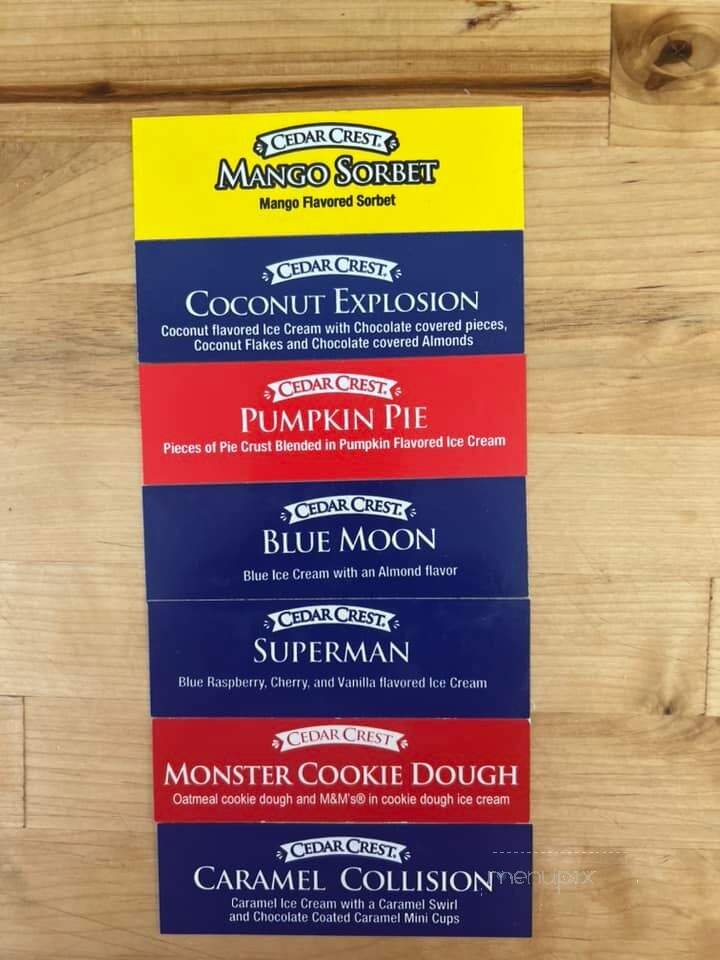 CEDAR CREST.
MANGO SORBET
Mango Flavored Sorbet
CEDAR CREST.
COCONUT EXPLOSION
Coconut flavored Ice Cream with Chocolate covered pieces,
Coconut Flakes and Chocolate covered Almonds
CEDAR CREST.
PUMPKIN PIE
Pieces of Pie Crust Blended in Pumpkin Flavored Ice Cream
CEDAR CREST.
BLUE MOON
Blue Ice Cream with an Almond flavor
CEDAR CREST.
SUPERMAN
Blue Raspberry, Cherry, and Vanilla flavored Ice Cream
CEDAR CREST
MONSTER COOKIE DOUGH
Oatmeal cookie dough and M&M's® in cookie dough ice cream
CEDAR CREST.
CARAMEL COLLISION
menupix
Caramel Ice Cream with a Caramel Swirl
and Chocolate Coated Caramel Mini Cups